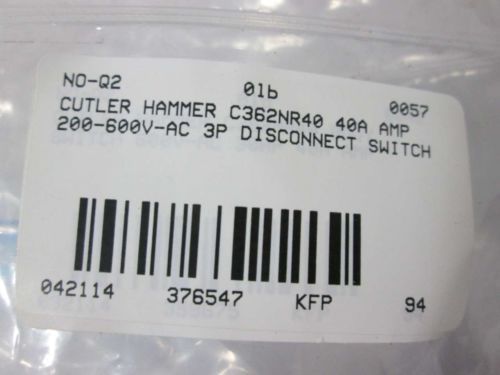 NO-Q2 01b 0057
CUTLER HAMMER C362NR40 40A AMP
200-600V-AC 3P DISCONNECT SWITCH
042114 376547 KFP 94